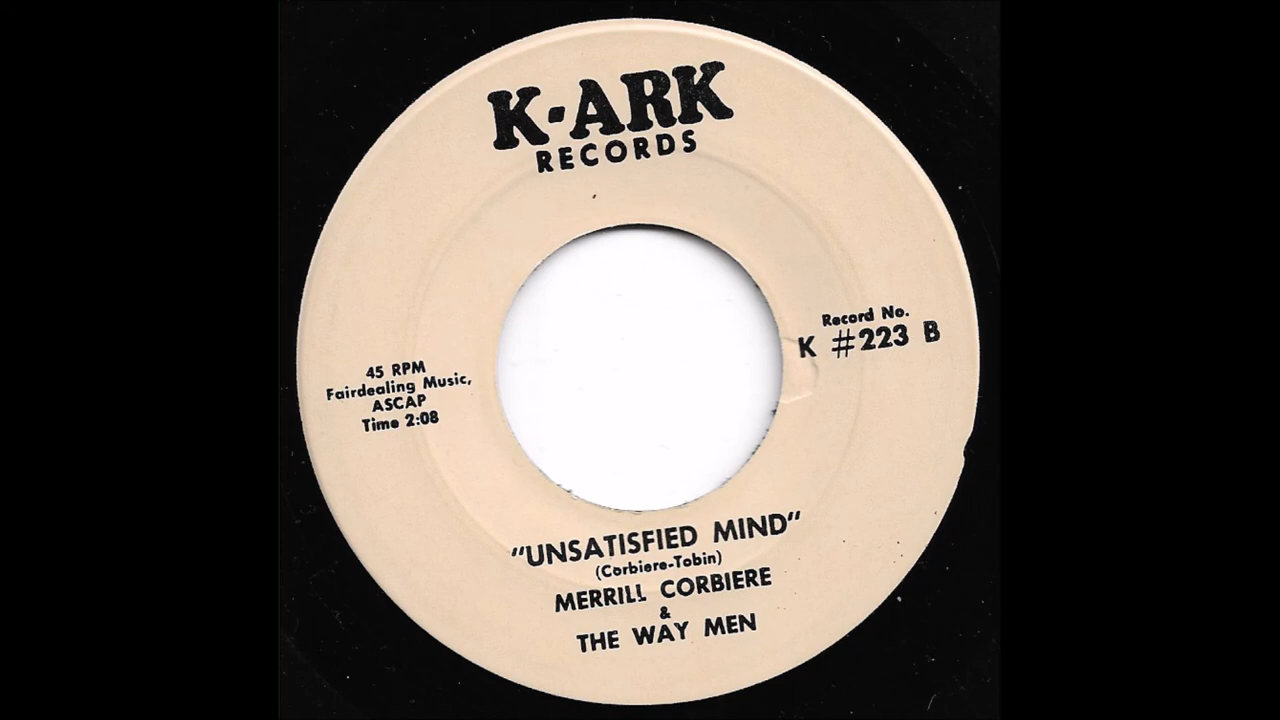 K-ARK
RECORDS
Record No.
K #223 B
45 RPM
Fairdealing Music,
ASCAP
Time 2:08
"UNSATISFIED MIND"
(Corbiere-Tobin)
MERRILL CORBIERE
&
THE WAY MEN